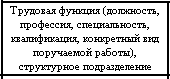 Трудовая функция (должность,
профессия, специальность,
квалификация, конкретный вид
поручаемой работы),
структурное подразделение